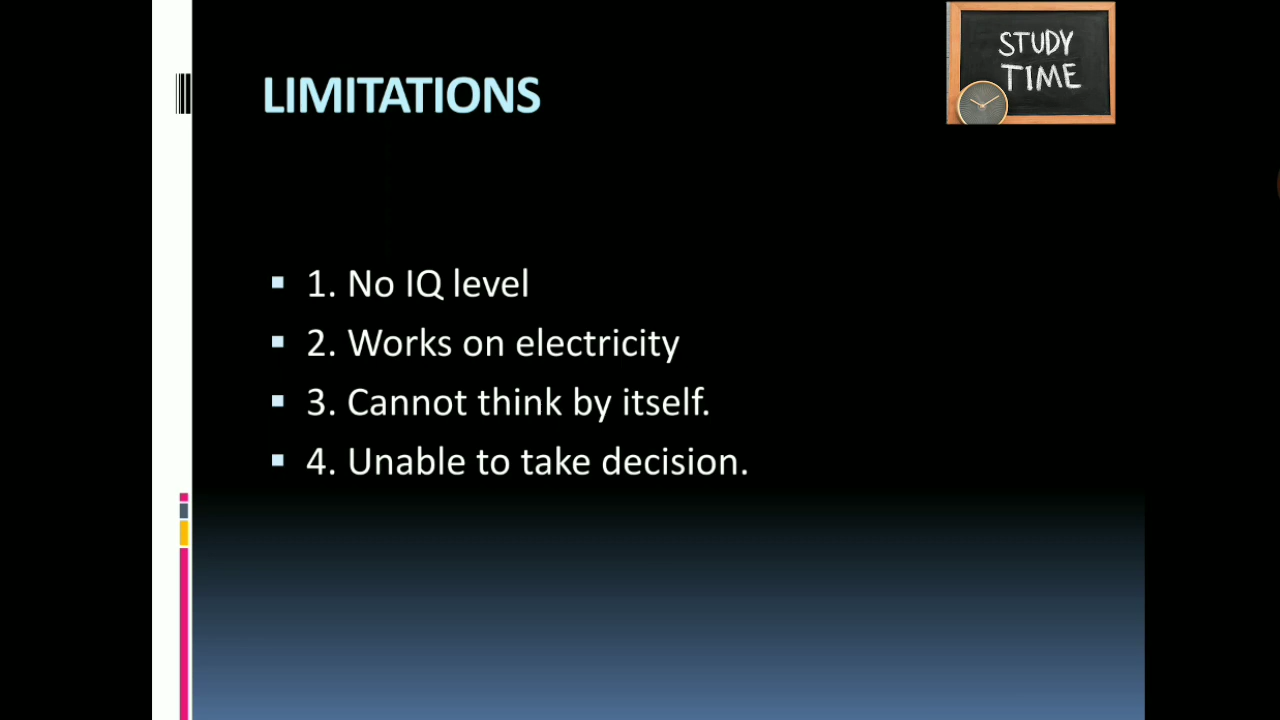 LIMITATIONS
STUDY
TIME
1. No IQ level
2. Works on electricity
3. Cannot think by itself.
4. Unable to take decision.